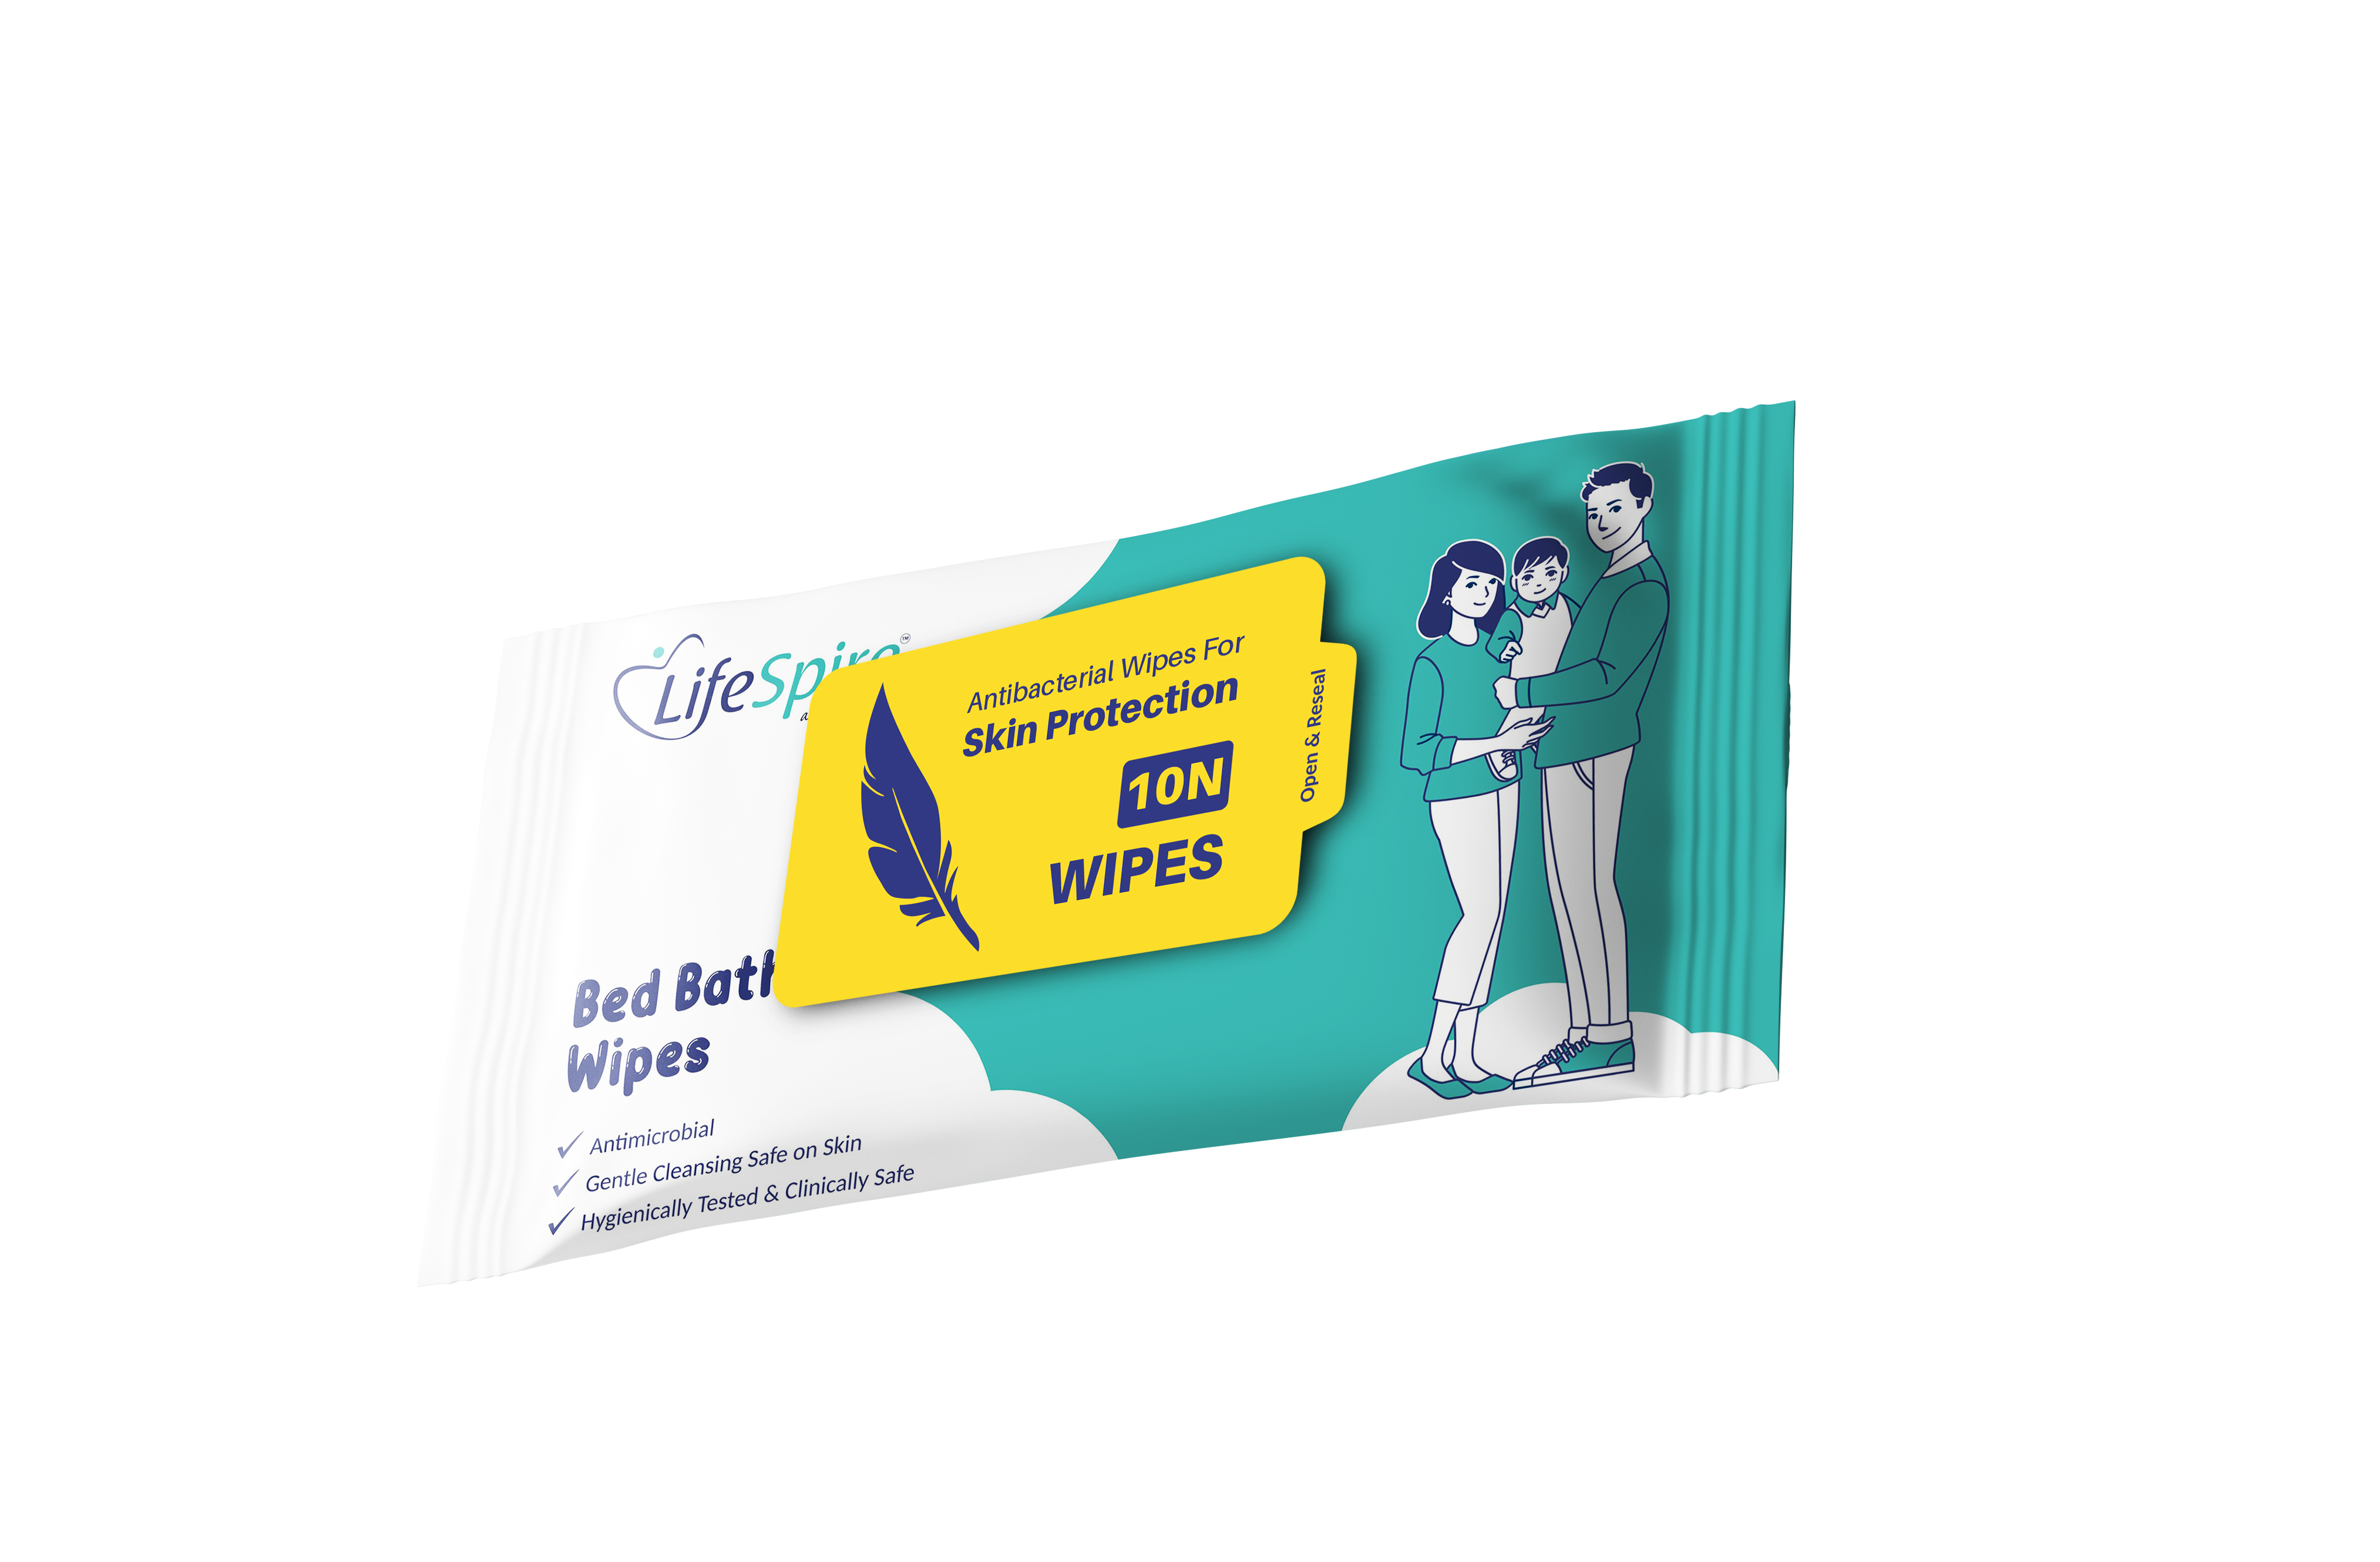 LifeSpire™
Antibacterial Wipes For
Skin Protection
10N
WIPES
Open & Reseal
Bed Bath
Wipes
Antimicrobial
Gentle Cleansing Safe on Skin
Hygienically Tested & Clinically Safe